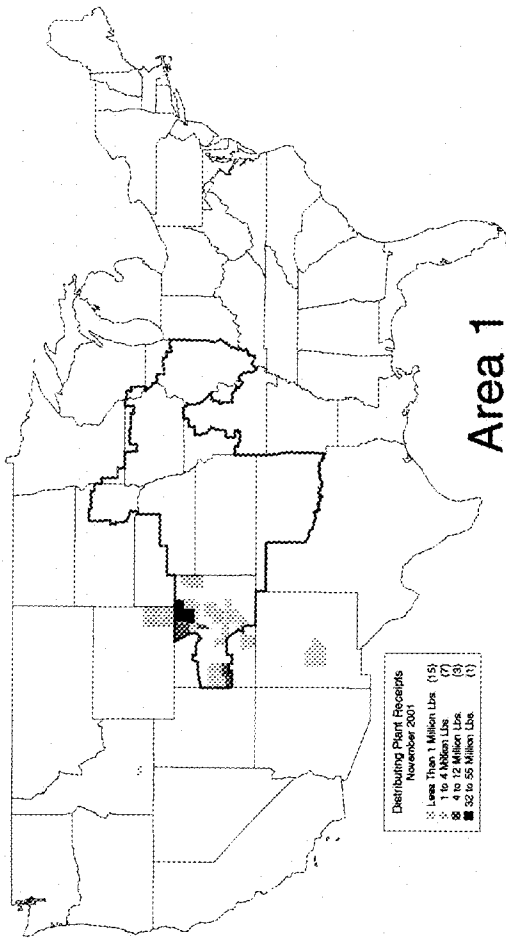 Area 1
Distributing Plant Receipts
November 2001
Less Than 1 Million Lbs. (15)
1 to 4 Million Lbs. (7)
4 to 12 Million Lbs. (3)
32 to 55 Million Lbs. (1)